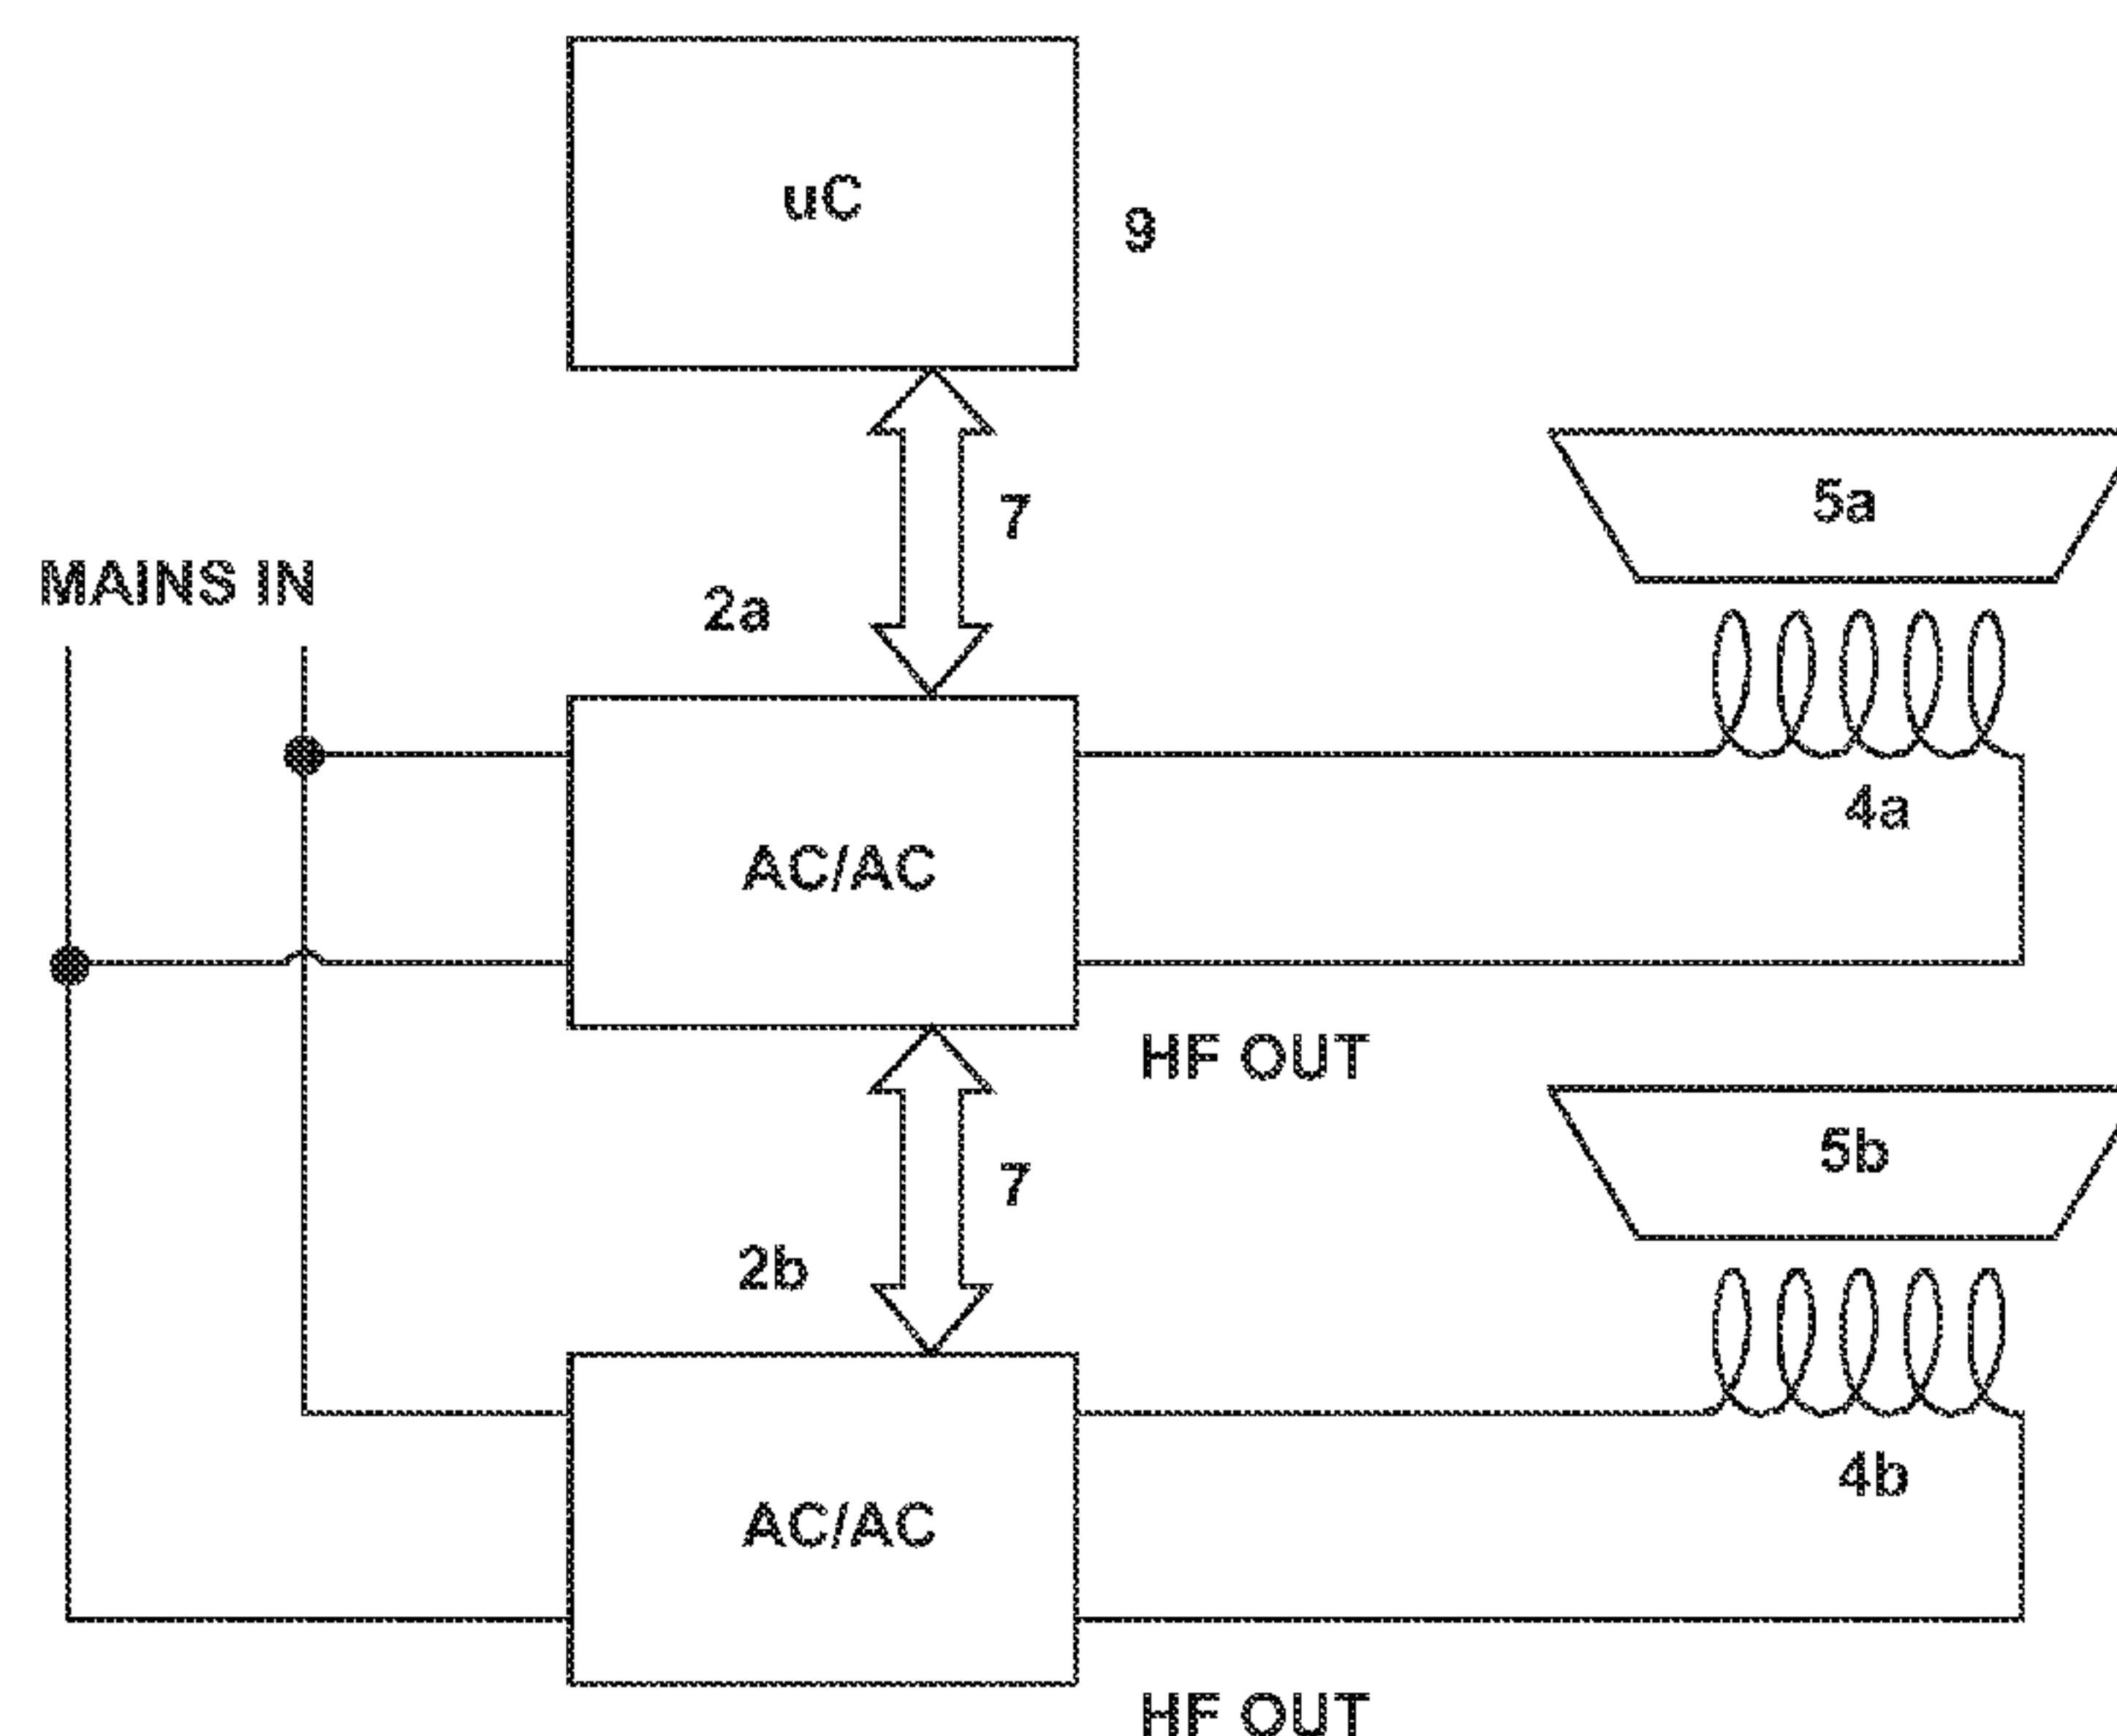 uC
9
5a
7
MAINS IN
2a
4a
AC/AC
HF OUT
5b
7
2b
4b
AC/AC
HF OUT